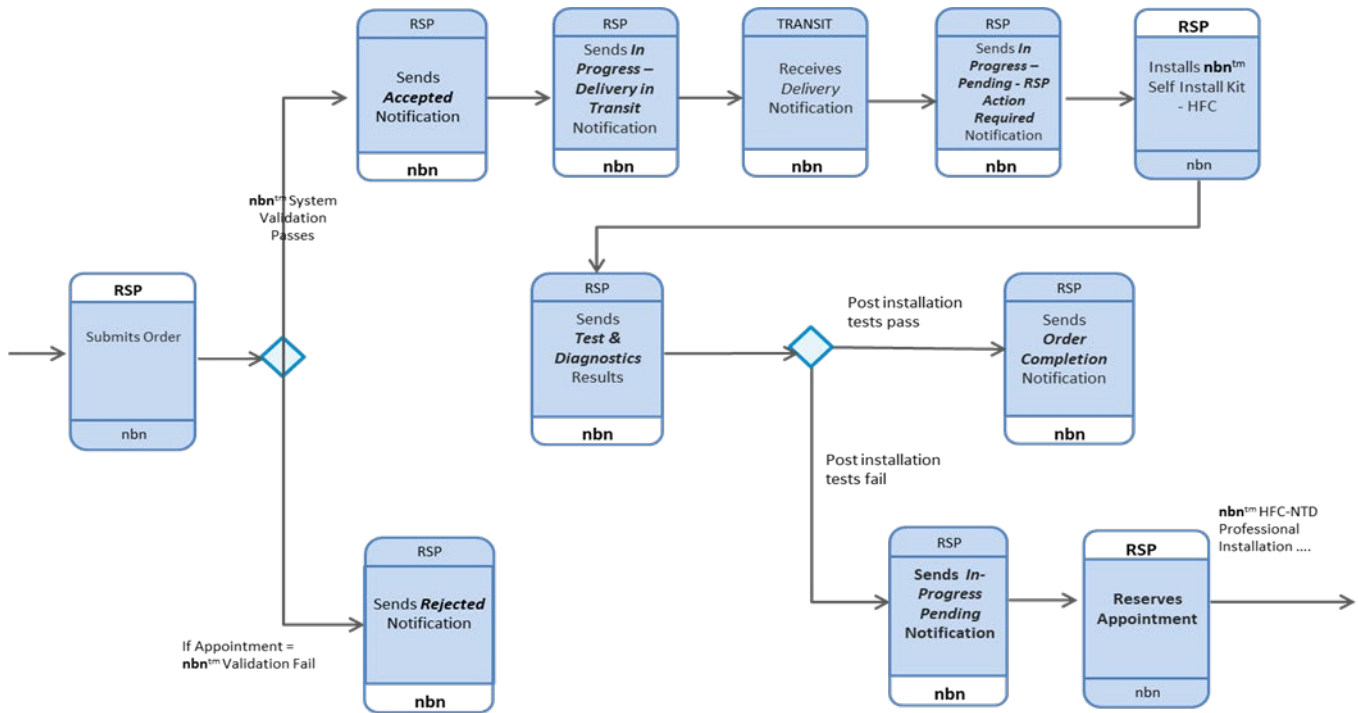 RSP
Sends
Accepted
Notification
nbn
RSP
Sends In
Progress –
Delivery in
Transit
Notification
nbn
TRANSIT
Receives
Delivery
Notification
nbn
RSP
Sends In
Progress –
Pending - RSP
Action
Required
Notification
nbn
RSP
Installs nbn™
Self Install Kit
- HFC
nbn
nbn™ System
Validation
Passes
RSP
Submits Order
nbn
RSP
Sends
Test &
Diagnostics
Results
nbn
Post installation
tests pass
RSP
Sends
Order
Completion
Notification
nbn
Post installation
tests fail
RSP
Sends Rejected
Notification
nbn
If Appointment =
nbn™ Validation Fail
RSP
Sends In-
Progress
Pending
Notification
nbn
RSP
Reserves
Appointment
nbn
nbn™ HFC-NTD
Professional
Installation ....